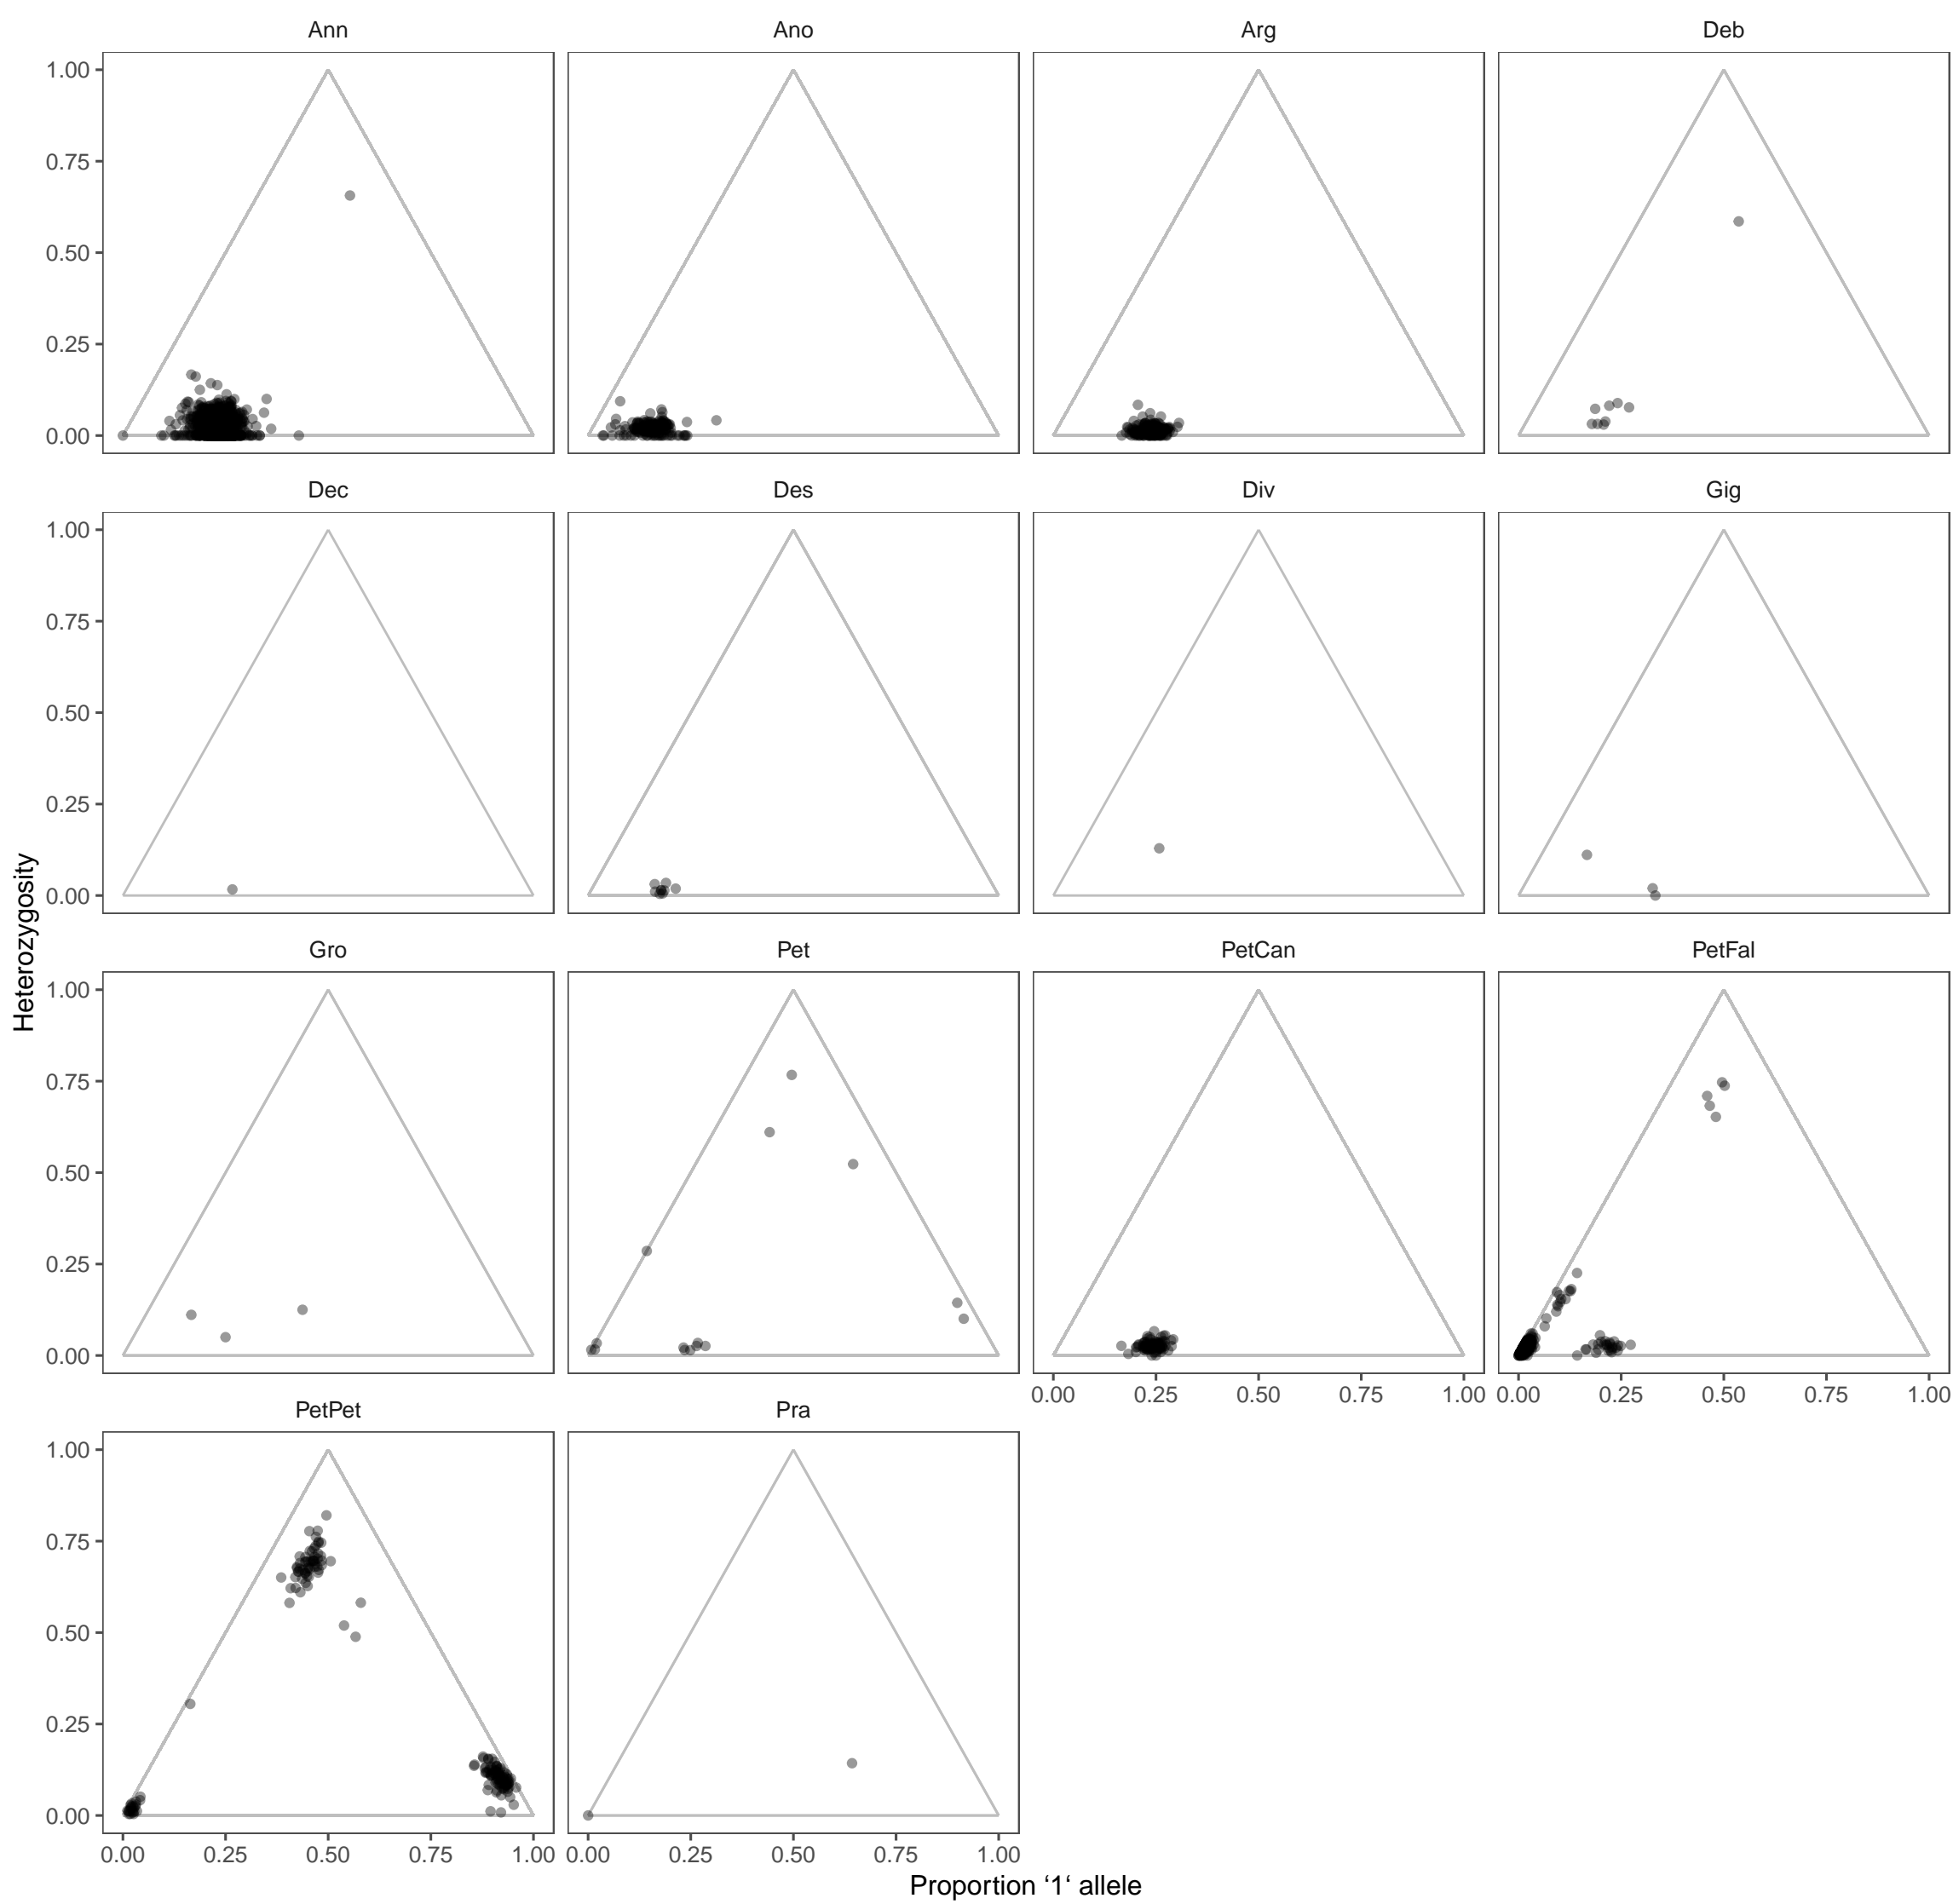 Ann Ano Arg Deb
1.00
0.75
0.50
0.25
0.00
Dec Des Div Gig
1.00
0.75
0.50
0.25
0.00
Heterozygosity
Gro Pet PetCan PetFal
1.00
0.75
0.50
0.25
0.00
0.00 0.25 0.50 0.75 1.00 0.00 0.25 0.50 0.75 1.00
PetPet Pra
1.00
0.75
0.50
0.25
0.00
0.00 0.25 0.50 0.75 1.00 0.00 0.25 0.50 0.75 1.00
Proportion ‘1‘ allele